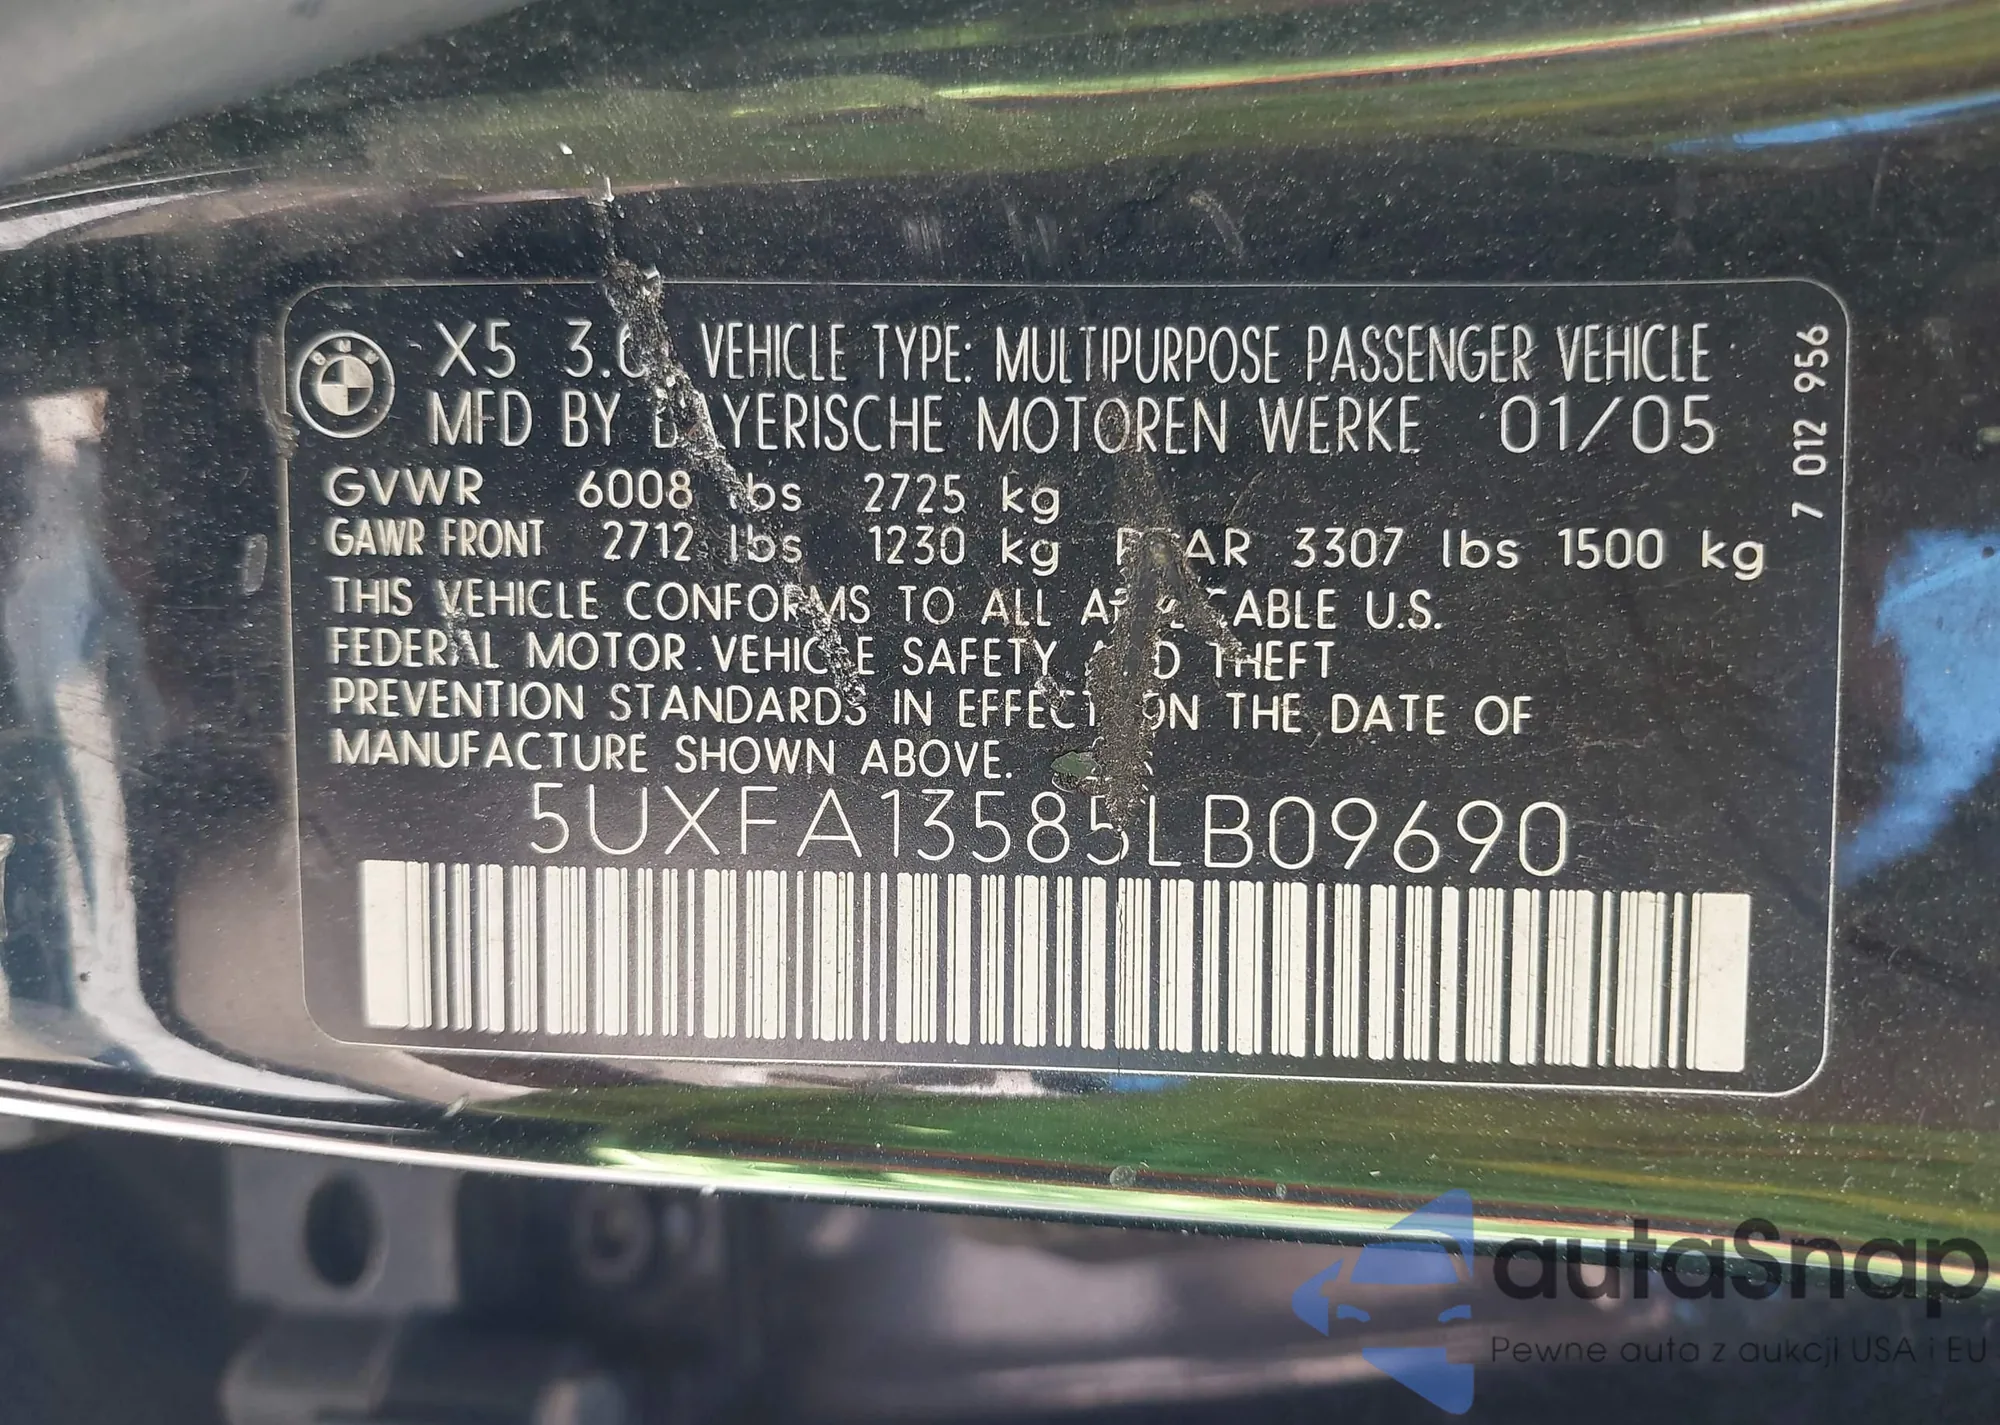 BMW
X5 3.0 VEHICLE TYPE: MULTIPURPOSE PASSENGER VEHICLE
MFD BY BAYERISCHE MOTOREN WERKE 01/05
GVWR 6008 lbs 2725 kg
GAWR FRONT 2712 lbs 1230 kg REAR 3307 lbs 1500 kg
THIS VEHICLE CONFORMS TO ALL APPLICABLE U.S.
FEDERAL MOTOR VEHICLE SAFETY AND THEFT
PREVENTION STANDARDS IN EFFECT ON THE DATE OF
MANUFACTURE SHOWN ABOVE.
5UXFA13585LB09690
7 012 956
autaSnap
Pewne auta z aukcji USA i EU